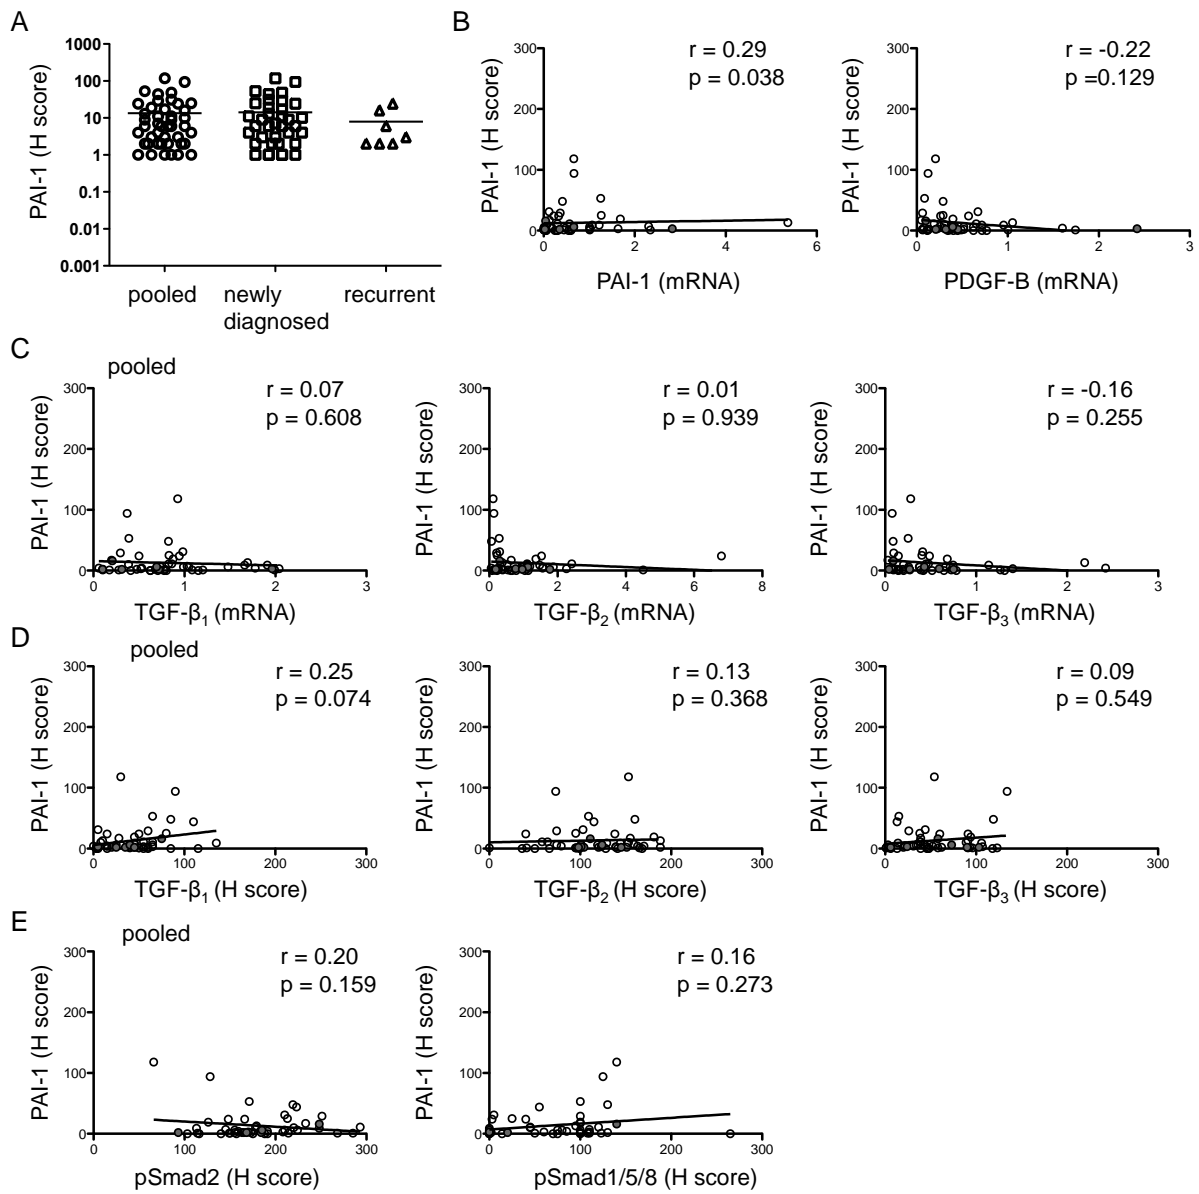 A
PAI-1 (H score)
1000
100
10
1
0.1
0.01
0.001
pooled
newly
diagnosed
recurrent
B
PAI-1 (H score)
300
200
100
0
r = 0.29
p = 0.038
0 2 4 6
PAI-1 (mRNA)
PAI-1 (H score)
300
200
100
0
r = -0.22
p =0.129
0 1 2 3
PDGF-B (mRNA)
C
pooled
PAI-1 (H score)
300
200
100
0
r = 0.07
p = 0.608
0 1 2 3
TGF-β₁ (mRNA)
PAI-1 (H score)
300
200
100
0
r = 0.01
p = 0.939
0 2 4 6 8
TGF-β₂ (mRNA)
PAI-1 (H score)
300
200
100
0
r = -0.16
p = 0.255
0 1 2 3
TGF-β₃ (mRNA)
D
pooled
PAI-1 (H score)
300
200
100
0
r = 0.25
p = 0.074
0 100 200 300
TGF-β₁ (H score)
PAI-1 (H score)
300
200
100
0
r = 0.13
p = 0.368
0 100 200 300
TGF-β₂ (H score)
PAI-1 (H score)
300
200
100
0
r = 0.09
p = 0.549
0 100 200 300
TGF-β₃ (H score)
E
pooled
PAI-1 (H score)
300
200
100
0
r = 0.20
p = 0.159
0 100 200 300
pSmad2 (H score)
PAI-1 (H score)
300
200
100
0
r = 0.16
p = 0.273
0 100 200 300
pSmad1/5/8 (H score)